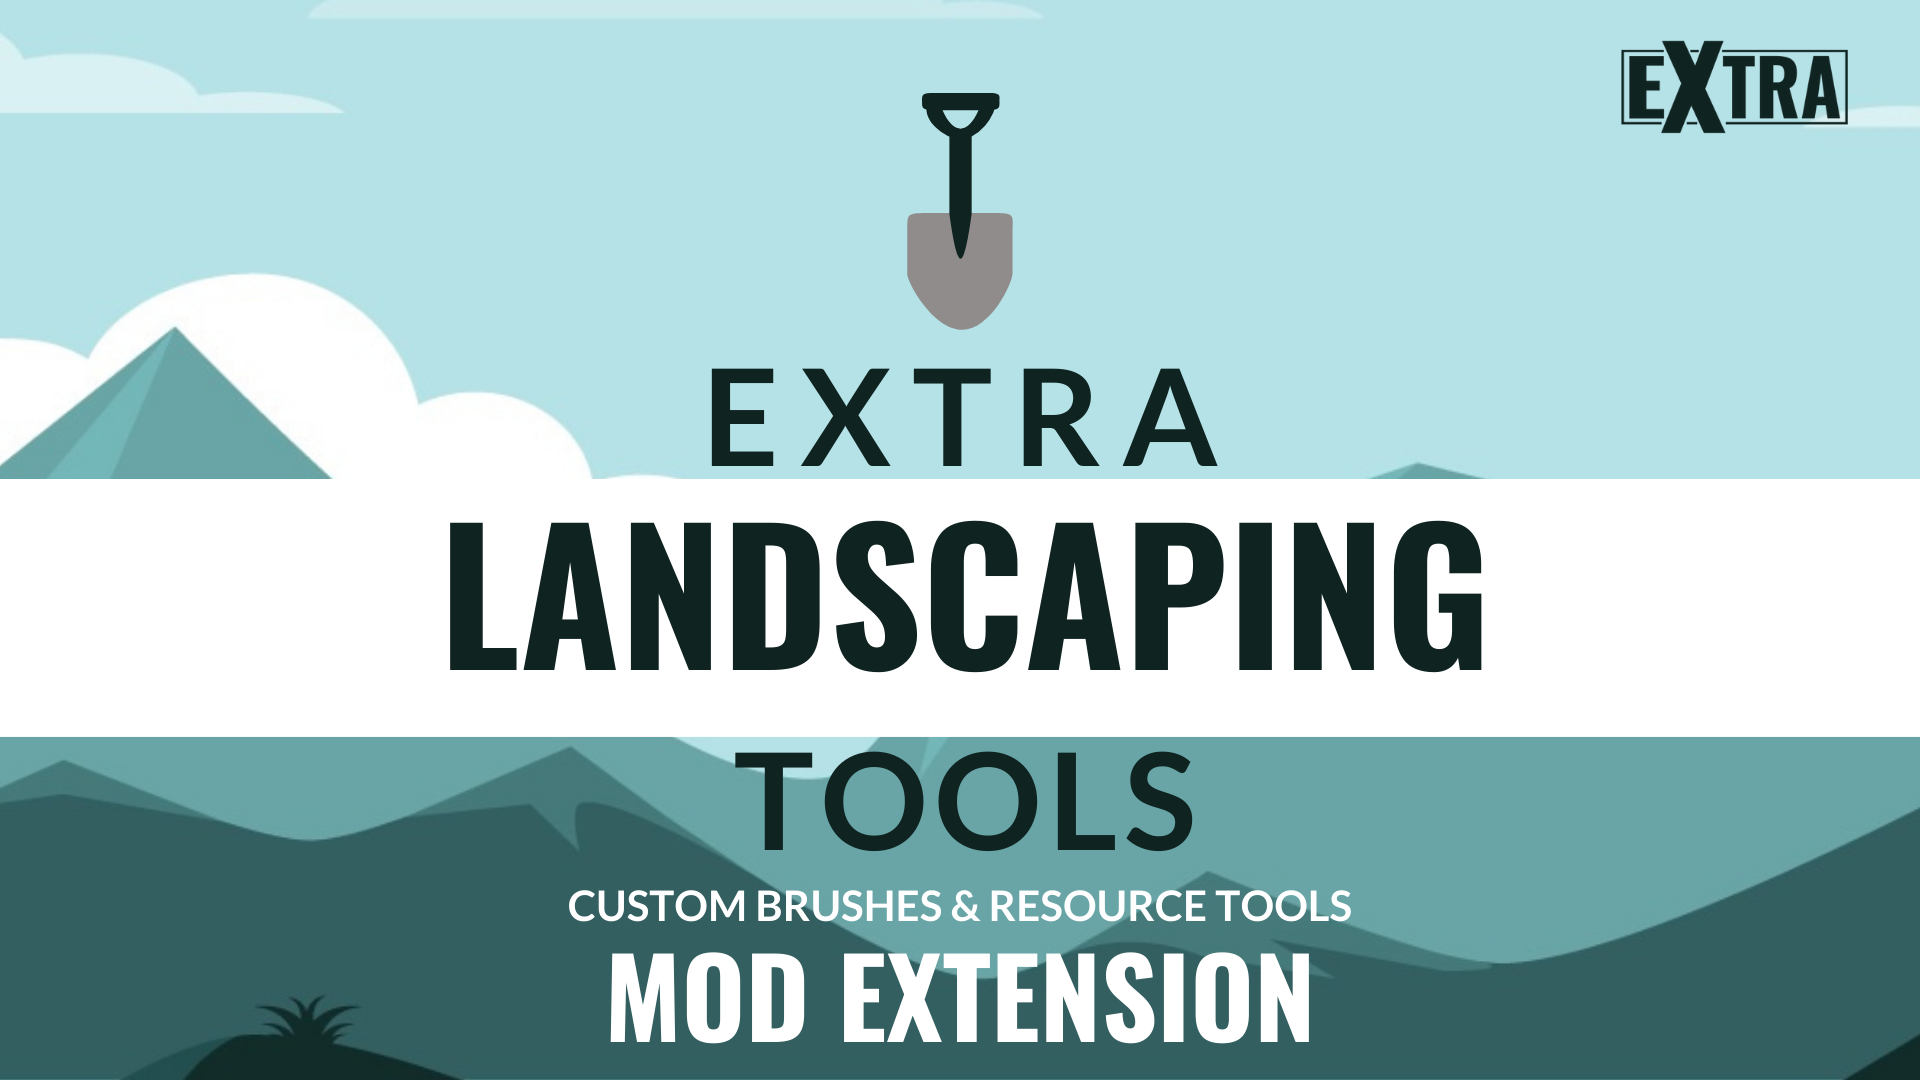 EXTRA
EXTRA
LANDSCAPING
TOOLS
CUSTOM BRUSHES & RESOURCE TOOLS
MOD EXTENSION